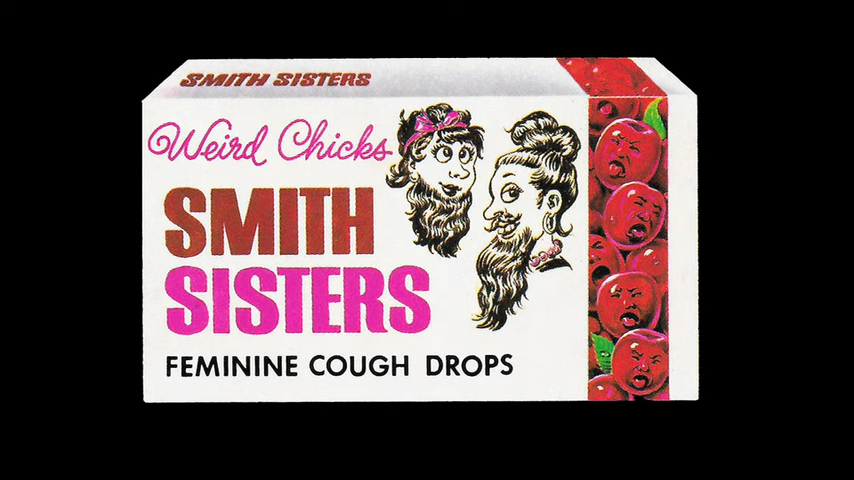 SMITH SISTERS
Weird Chicks
SMITH
SISTERS
FEMININE COUGH DROPS